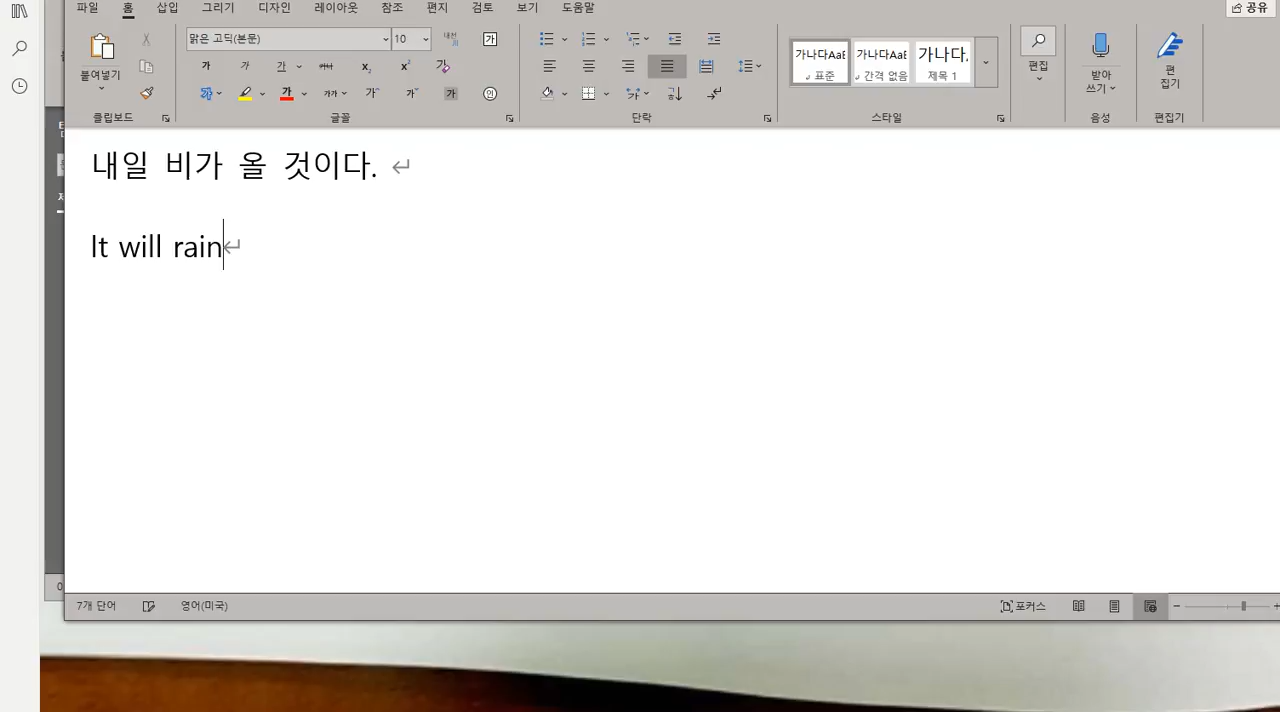 파일 홈 삽입 그리기 디자인 레이아웃 참조 편지 검토 보기 도움말 공유
맑은 고딕(본문) 10
붙여넣기
가나다AaB 가나다AaB 가나다,
표준 간격 없음 제목 1
편집
받아
쓰기
편
집기
클립보드 글꼴 단락 스타일 음성 편집기
내일 비가 올 것이다.
It will rain
7개 단어 영어(미국) 포커스